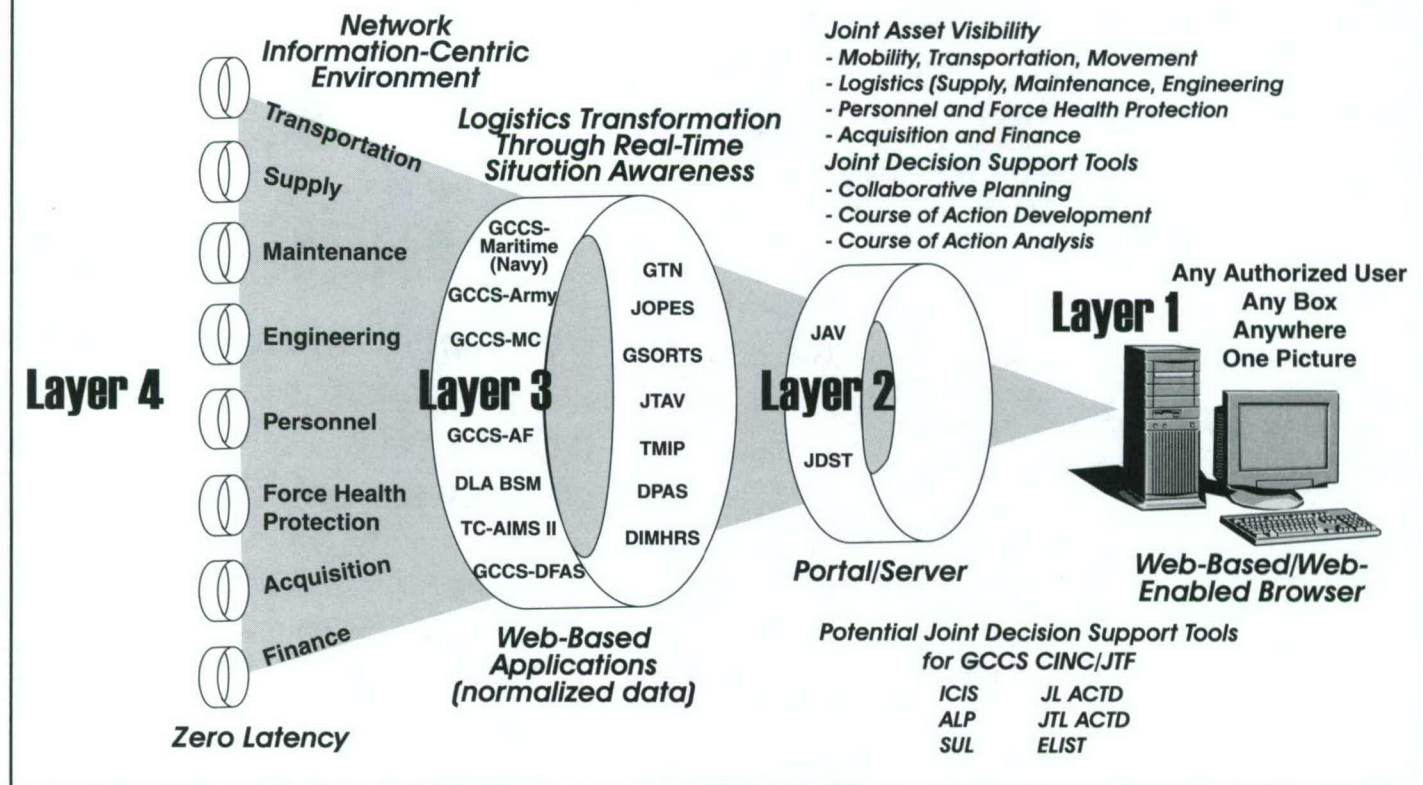 Network
Information-Centric
Environment
Transportation
Supply
Maintenance
Engineering
Personnel
Force Health
Protection
Acquisition
Finance
Layer 4
Zero Latency
Logistics Transformation
Through Real-Time
Situation Awareness
GCCS-
Maritime
(Navy)
GCCS-Army
GCCS-MC
Layer 3
GCCS-AF
DLA BSM
TC-AIMS II
GCCS-DFAS
GTN
JOPES
GSORTS
JTAV
TMIP
DPAS
DIMHRS
Web-Based
Applications
(normalized data)
Joint Asset Visibility
- Mobility, Transportation, Movement
- Logistics (Supply, Maintenance, Engineering
- Personnel and Force Health Protection
- Acquisition and Finance
Joint Decision Support Tools
- Collaborative Planning
- Course of Action Development
- Course of Action Analysis
JAV
Layer 2
JDST
Portal/Server
Layer 1
Any Authorized User
Any Box
Anywhere
One Picture
Web-Based/Web-
Enabled Browser
Potential Joint Decision Support Tools
for GCCS CINC/JTF
ICIS JL ACTD
ALP JTL ACTD
SUL ELIST